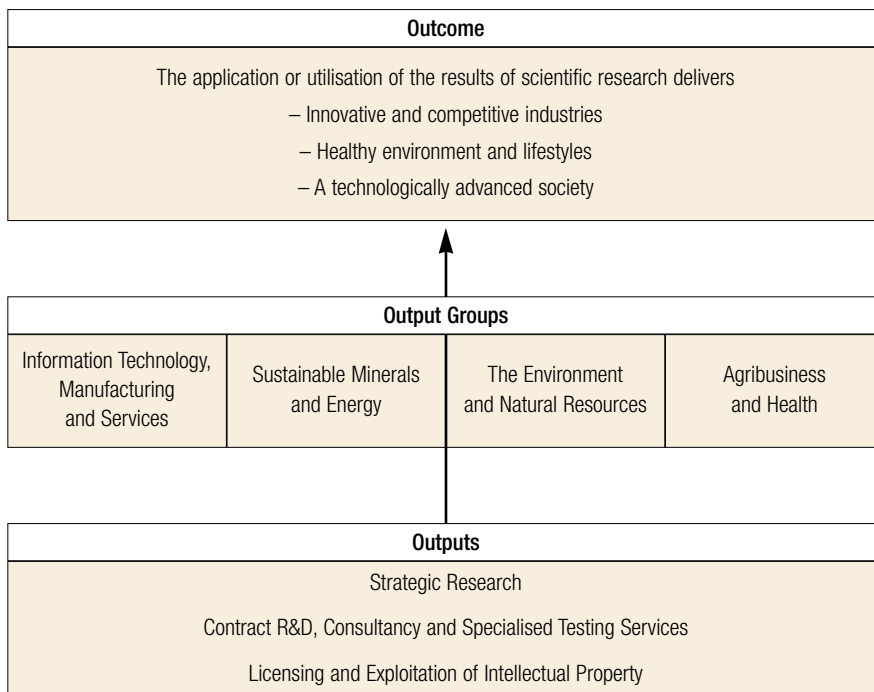 Outcome
The application or utilisation of the results of scientific research delivers
– Innovative and competitive industries
– Healthy environment and lifestyles
– A technologically advanced society
Output Groups
Information Technology,
Manufacturing
and Services
Sustainable Minerals
and Energy
The Environment
and Natural Resources
Agribusiness
and Health
Outputs
Strategic Research
Contract R&D, Consultancy and Specialised Testing Services
Licensing and Exploitation of Intellectual Property